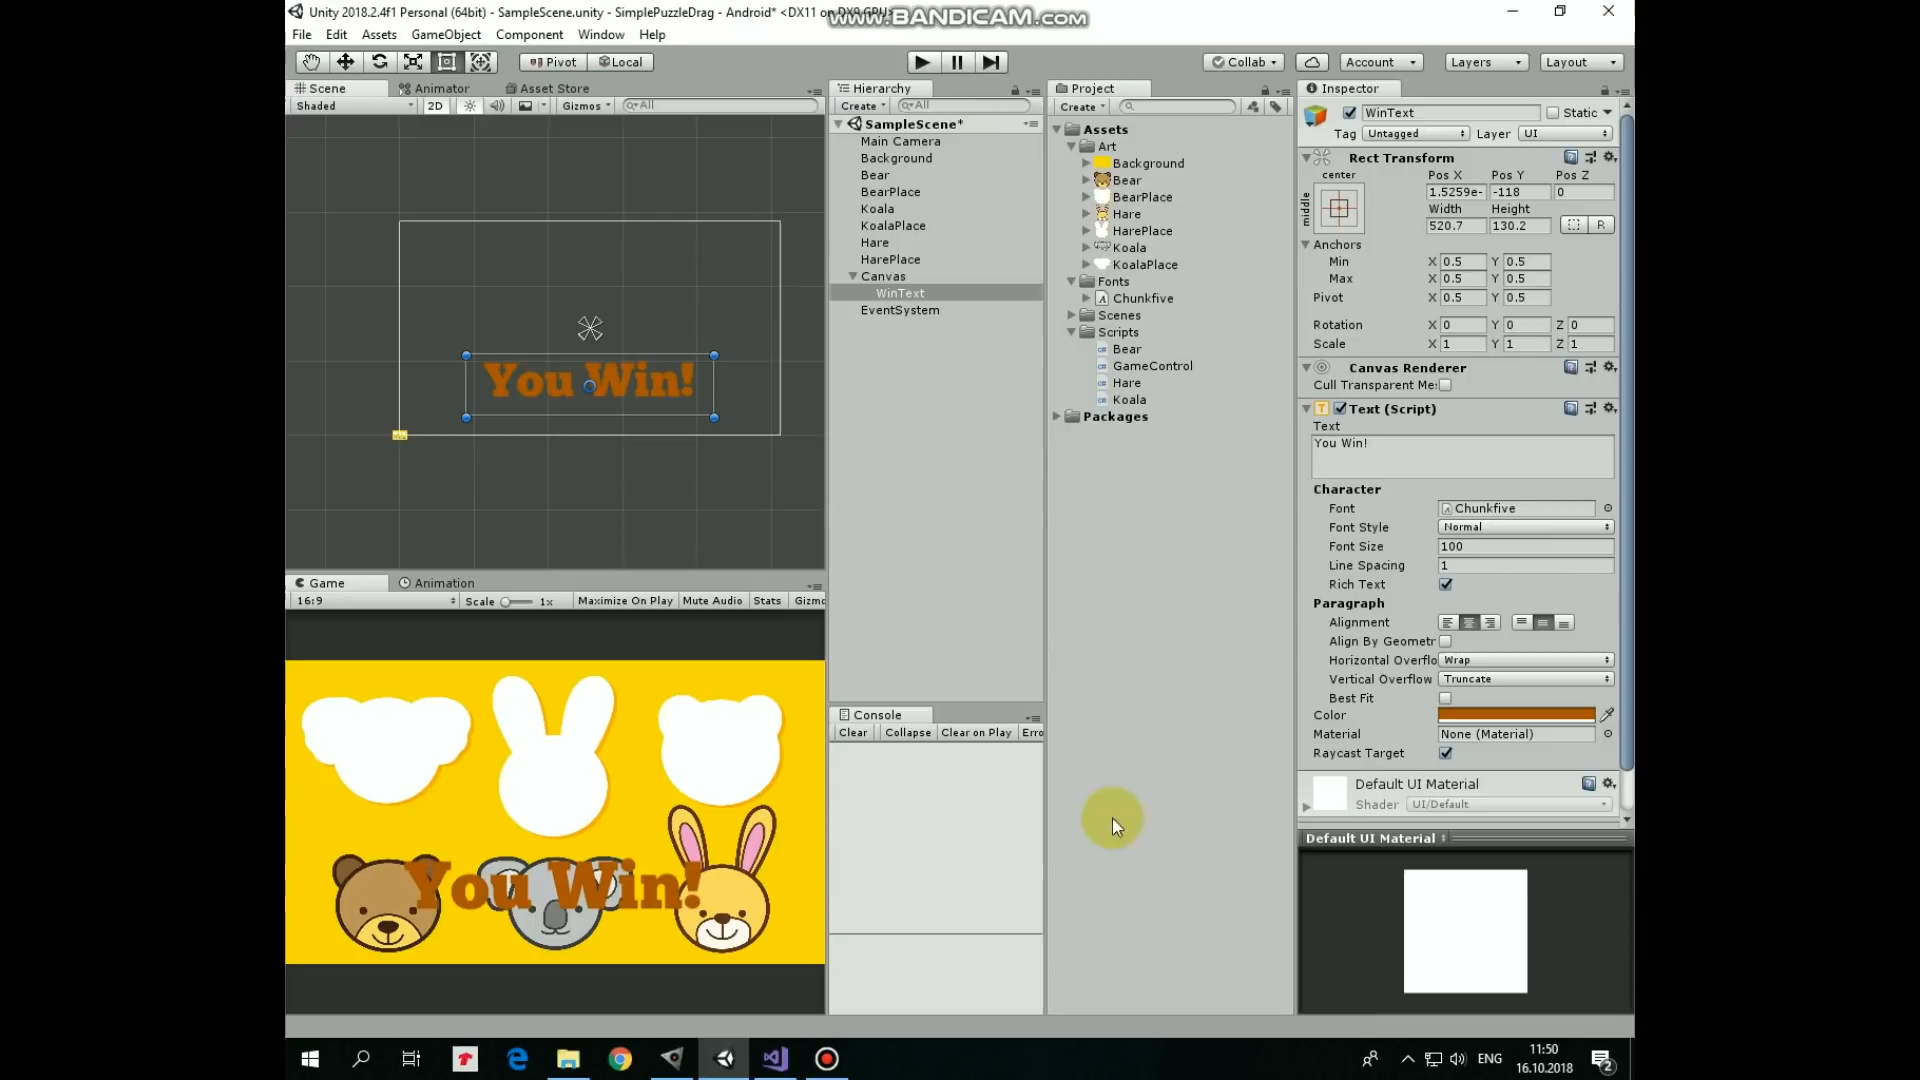 Unity 2018.2.4f1 Personal (64bit) - SampleScene.unity - SimplePuzzleDrag - Android* <DX11 on DX9 GPU>
www.BANDICAM.com
File Edit Assets GameObject Component Window Help
Pivot Local Collab Account Layers Layout
Scene Animator Asset Store
Shaded 2D Gizmos All
You Win!
Game Animation
16:9 Scale 1x Maximize On Play Mute Audio Stats Gizmo
You Win!
Hierarchy
Create All
SampleScene*
Main Camera
Background
Bear
BearPlace
Koala
KoalaPlace
Hare
HarePlace
Canvas
WinText
EventSystem
Console
Clear Collapse Clear on Play Erro
Project
Create
Assets
Art
Background
Bear
BearPlace
Hare
HarePlace
Koala
KoalaPlace
Fonts
Chunkfive
Scenes
Scripts
Bear
GameControl
Hare
Koala
Packages
Inspector
WinText Static
Tag Untagged Layer UI
Rect Transform
center Pos X Pos Y Pos Z
middle 1.5259e- -118 0
Width Height
520.7 130.2 R
Anchors
Min X 0.5 Y 0.5
Max X 0.5 Y 0.5
Pivot X 0.5 Y 0.5
Rotation X 0 Y 0 Z 0
Scale X 1 Y 1 Z 1
Canvas Renderer
Cull Transparent Me:
Text (Script)
Text
You Win!
Character
Font Chunkfive
Font Style Normal
Font Size 100
Line Spacing 1
Rich Text
Paragraph
Alignment
Align By Geometr
Horizontal Overflo Wrap
Vertical Overflow Truncate
Best Fit
Color
Material None (Material)
Raycast Target
Default UI Material
Shader UI/Default
Default UI Material
ENG 11:50
16.10.2018 2